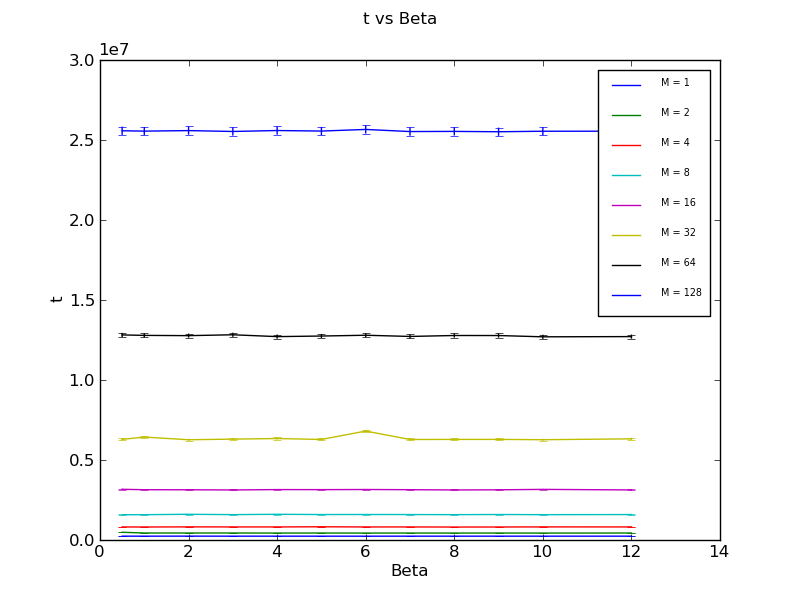 t vs Beta
1e7
3.0
2.5
2.0
1.5
1.0
0.5
0.0
t
M = 1
M = 2
M = 4
M = 8
M = 16
M = 32
M = 64
M = 128
0 2 4 6 8 10 12 14
Beta